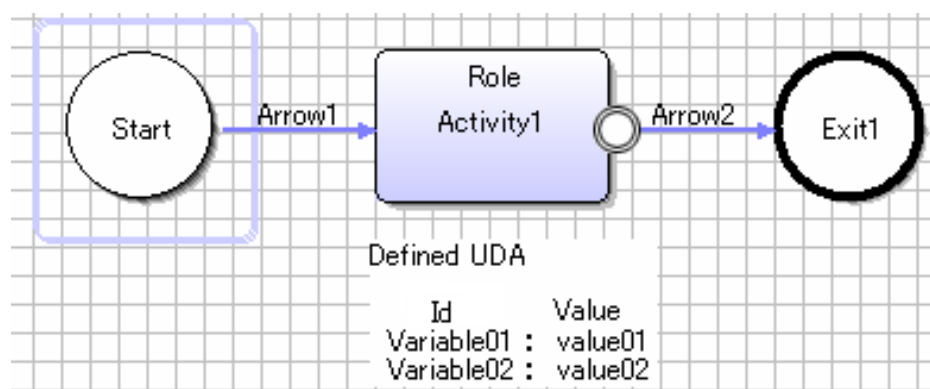 Start
Arrow1
Role
Activity1
Arrow2
Exit1
Defined UDA
Id Value
Variable01 : value01
Variable02 : value02